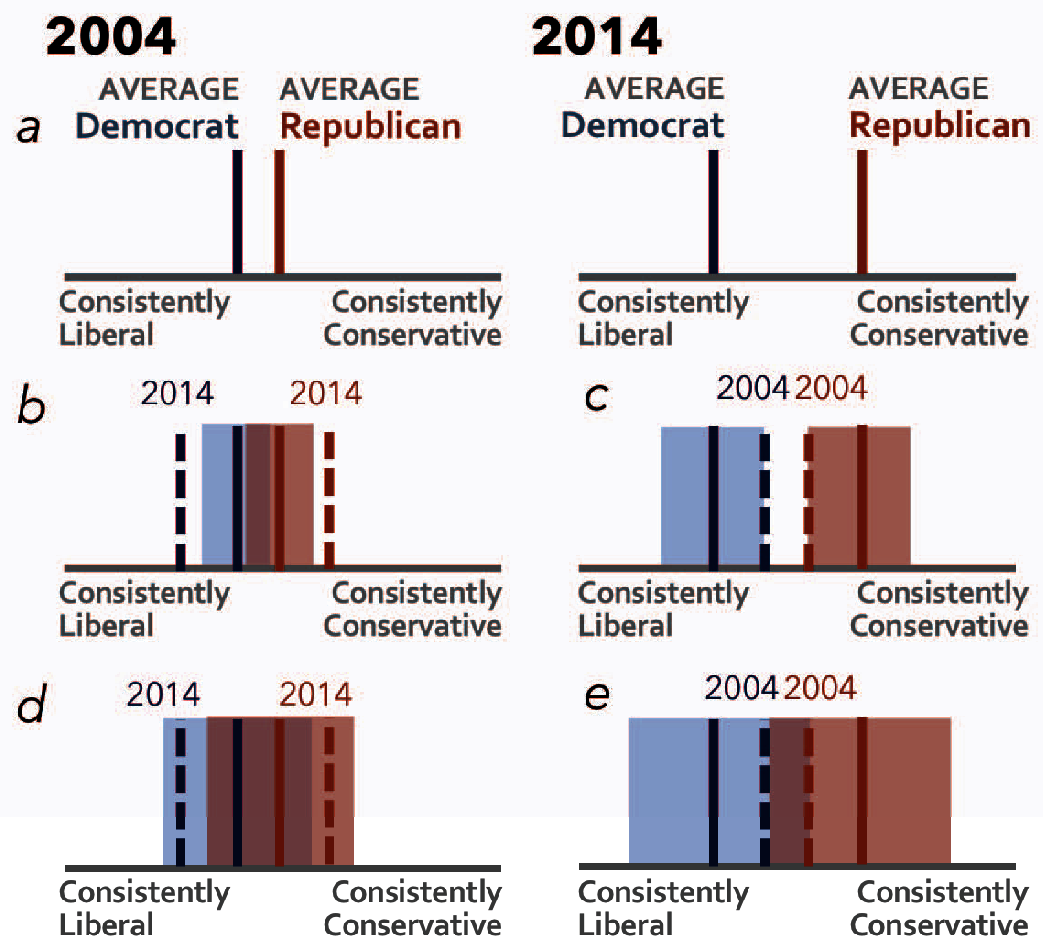 2004 2014
AVERAGE AVERAGE AVERAGE AVERAGE
a Democrat Republican Democrat Republican
Consistently Consistently Consistently Consistently
Liberal Conservative Liberal Conservative
b 2014 2014 c 2004 2004
Consistently Consistently Consistently Consistently
Liberal Conservative Liberal Conservative
d 2014 2014 e 2004 2004
Consistently Consistently Consistently Consistently
Liberal Conservative Liberal Conservative